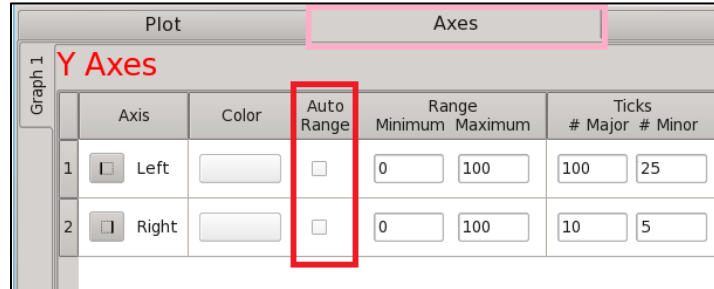 Plot Axes
Graph 1
Y Axes
Axis Color Auto Range Range Minimum Maximum Ticks # Major # Minor
1 Left 0 100 100 25
2 Right 0 100 10 5